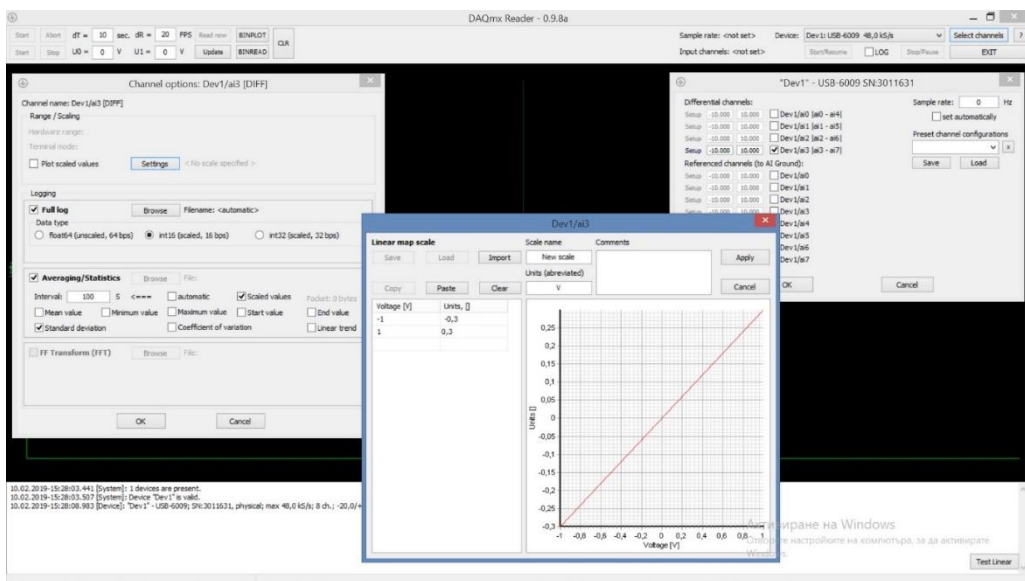 DAQmx Reader - 0.9.8a
Start Abort dT = 10 sec. dR = 20 FPS Read now BINPLOT CLR
Start Stop U0 = 0 V U1 = 0 V Update BINREAD
Sample rate: <not set> Device: Dev1: USB-6009 48,0 kS/s Select channels ?
Input channels: <not set> Start/Resume LOG Stop/Pause EXIT
Channel options: Dev1/ai3 [DIFF]
Channel name: Dev1/ai3 [DIFF]
Range / Scaling
Hardware range:
Terminal mode:
Plot scaled values Settings < No scale specified >
Logging
Full log Browse Filename: <automatic>
Data type
float64 (unscaled, 64 bps) int16 (scaled, 16 bps) int32 (scaled, 32 bps)
Averaging/Statistics Browse File:
Interval: 100 S <=== automatic Scaled values Packet: 0 bytes
Mean value Minimum value Maximum value Start value End value
Standard deviation Coefficient of variation Linear trend
FF Transform (FFT) Browse File:
OK Cancel
"Dev1" - USB-6009 SN:3011631
Differential channels:
Setup -10.000 10.000 Dev1/ai0 [ai0 - ai4]
Setup -10.000 10.000 Dev1/ai1 [ai1 - ai5]
Setup -10.000 10.000 Dev1/ai2 [ai2 - ai6]
Setup -10.000 10.000 Dev1/ai3 [ai3 - ai7]
Referenced channels (to AI Ground):
Setup -10.000 10.000 Dev1/ai0
Setup -10.000 10.000 Dev1/ai1
Setup -10.000 10.000 Dev1/ai2
Setup -10.000 10.000 Dev1/ai3
Dev1/ai4
Dev1/ai5
Dev1/ai6
Dev1/ai7
Sample rate: 0 Hz
set automatically
Preset channel configurations
x
Save Load
OK Cancel
Dev1/ai3
Linear map scale Scale name Comments
Save Load Import New scale Apply
Units (abreviated)
Copy Paste Clear V Cancel
Voltage [V] Units, []
-1 -0,3
1 0,3
0,25
0,2
0,15
0,1
0,05
0
-0,05
-0,1
-0,15
-0,2
-0,25
-0,3
Units []
-1 -0,8 -0,6 -0,4 -0,2 0 0,2 0,4 0,6 0,8 1
Voltage [V]
10.02.2019-15:28:03.441 [System]: 1 devices are present.
10.02.2019-15:28:03.507 [System]: Device "Dev1" is valid.
10.02.2019-15:28:08.983 [Device]: "Dev1" - USB-6009; SN:3011631, physical; max 48,0 kS/s; 8 ch.; -20,0/+
Активиране на Windows
Отворете настройките на компютъра, за да активирате
Windows.
Test Linear